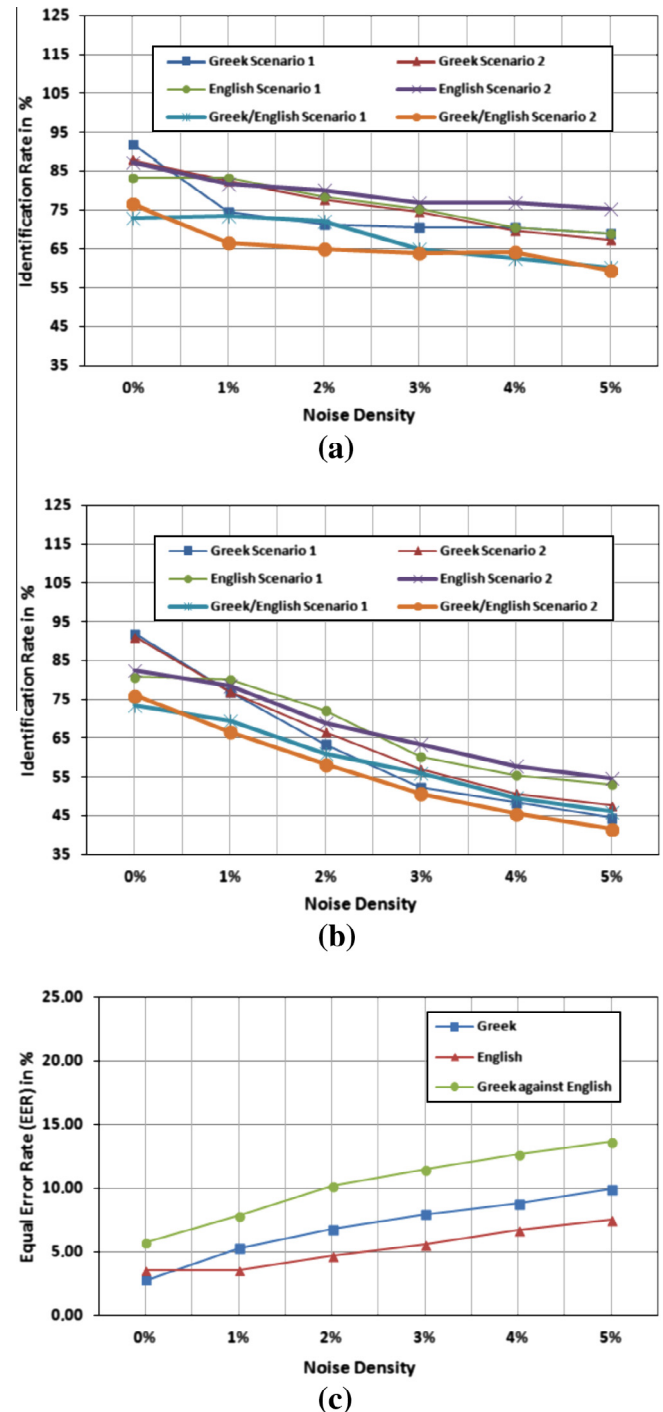 125
115
105
95
85
75
65
55
45
35
Identification Rate in %
Greek Scenario 1 Greek Scenario 2
English Scenario 1 English Scenario 2
Greek/English Scenario 1 Greek/English Scenario 2
0% 1% 2% 3% 4% 5%
Noise Density
(a)
125
115
105
95
85
75
65
55
45
35
Identification Rate in %
Greek Scenario 1 Greek Scenario 2
English Scenario 1 English Scenario 2
Greek/English Scenario 1 Greek/English Scenario 2
0% 1% 2% 3% 4% 5%
Noise Density
(b)
25.00
20.00
15.00
10.00
5.00
0.00
Equal Error Rate (EER) in %
Greek
English
Greek against English
0% 1% 2% 3% 4% 5%
Noise Density
(c)